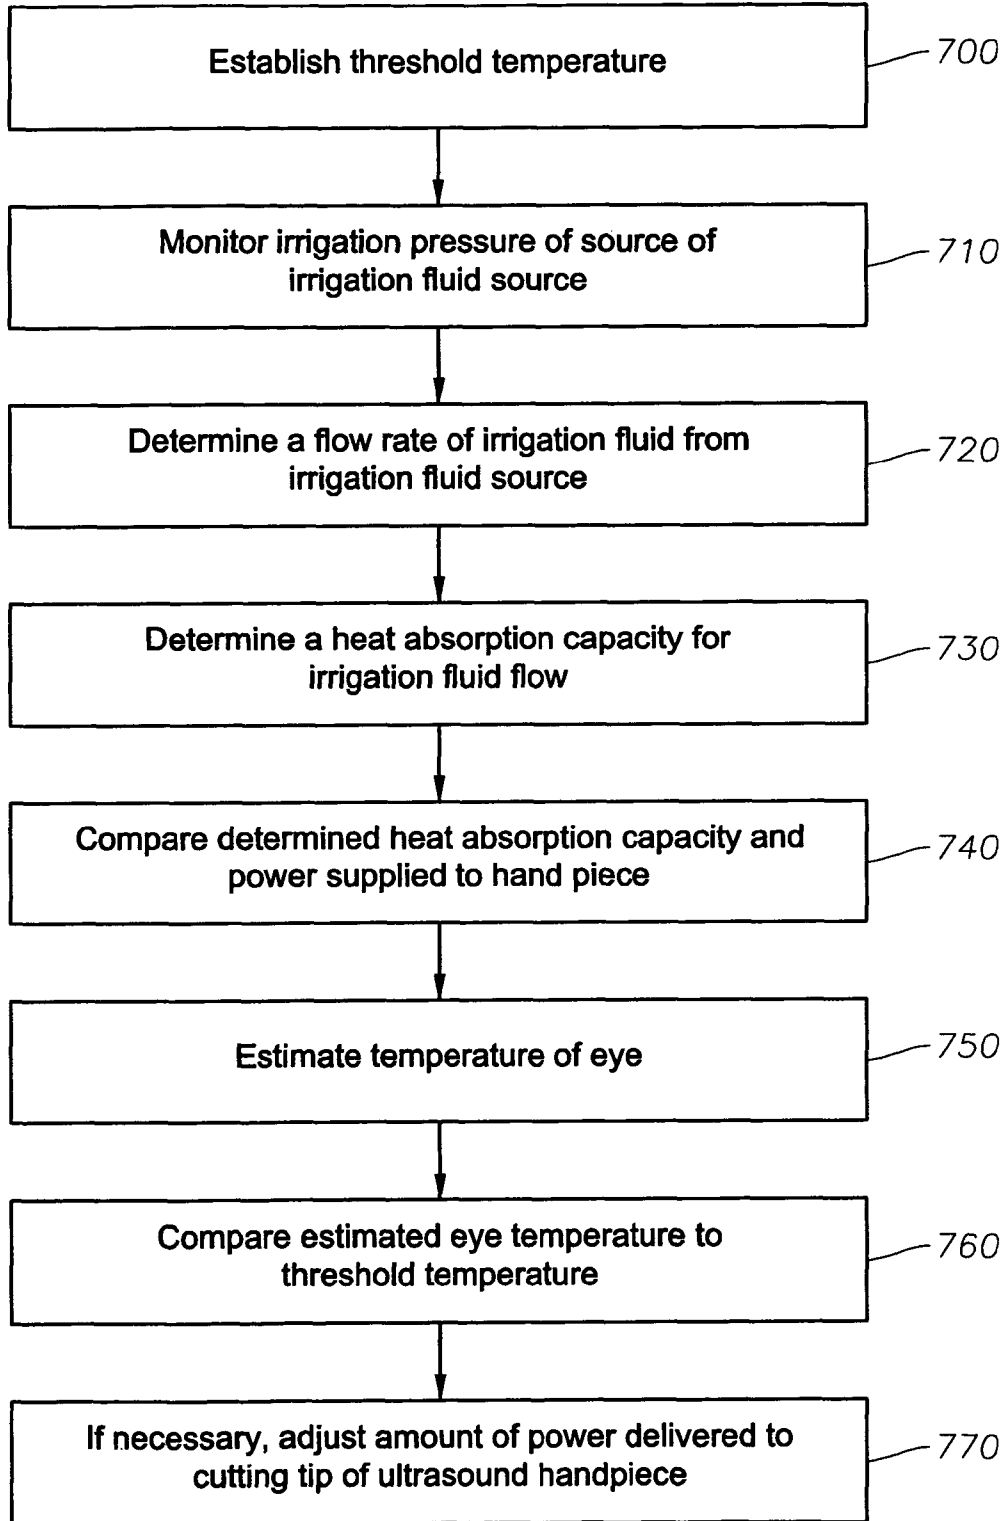 Establish threshold temperature
700
Monitor irrigation pressure of source of
irrigation fluid source
710
Determine a flow rate of irrigation fluid from
irrigation fluid source
720
Determine a heat absorption capacity for
irrigation fluid flow
730
Compare determined heat absorption capacity and
power supplied to hand piece
740
Estimate temperature of eye
750
Compare estimated eye temperature to
threshold temperature
760
If necessary, adjust amount of power delivered to
cutting tip of ultrasound handpiece
770